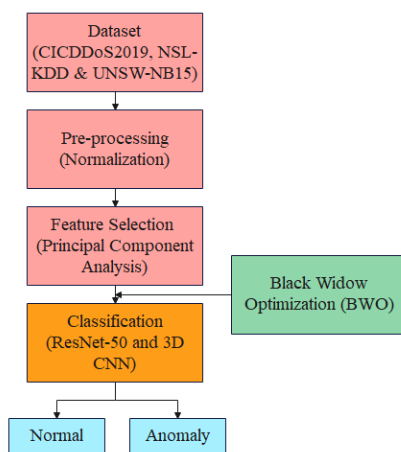 Dataset
(CICDDoS2019, NSL-
KDD & UNSW-NB15)
Pre-processing
(Normalization)
Feature Selection
(Principal Component
Analysis)
Black Widow
Optimization (BWO)
Classification
(ResNet-50 and 3D
CNN)
Normal
Anomaly